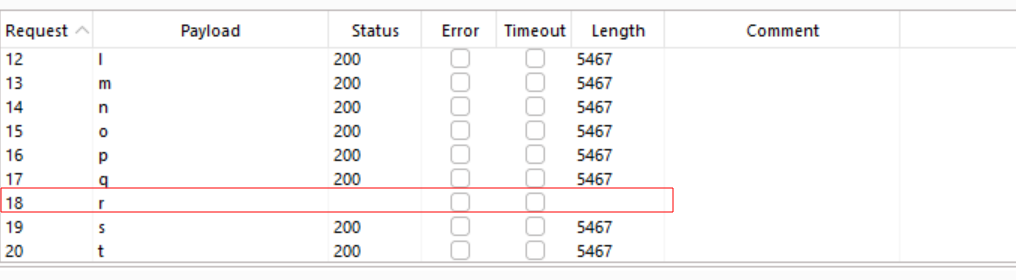 Request Payload Status Error Timeout Length Comment
12 l 200 5467
13 m 200 5467
14 n 200 5467
15 o 200 5467
16 p 200 5467
17 q 200 5467
18 r
19 s 200 5467
20 t 200 5467